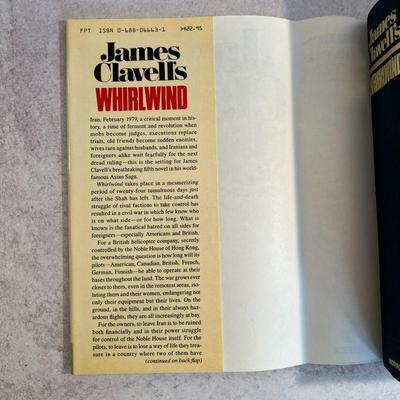 FPT ISBN 0-688-06663-1 >$22.95
James
Clavell's
WHIRLWIND
Iran, February 1979, a critical moment in his-
tory, a time of ferment and revolution when
mobs become judges, executions replace
trials, old friends become sudden enemies,
wives turn against husbands, and Iranians and
foreigners alike wait fearfully for the next
dread ruling—this is the setting for James
Clavell's breathtaking fifth novel in his world-
famous Asian Saga.
Whirlwind takes place in a mesmerizing
period of twenty-four tumultuous days just
after the Shah has left. The life-and-death
struggle of rival factions to take control has
resulted in a civil war in which few know who
is on what side—or for how long. What is
known is the fanatical hatred on all sides for
foreigners—especially Americans and British.
For a British helicopter company, secretly
controlled by the Noble House of Hong Kong,
the overwhelming question is how long will its
pilots—American, Canadian, British, French,
German, Finnish—be able to operate at their
bases throughout the land. The war grows ever
closer to them, even in the remotest areas, iso-
lating them and their women, endangering not
only their equipment but their lives. On the
ground, in the hills, and in their always haz-
ardous flights, they are all increasingly at bay.
For the owners, to leave Iran is to be ruined
both financially and in their power struggle
for control of the Noble House itself. For the
pilots, to leave is to lose a way of life they trea-
sure in a country where two of them have
(continued on back flap)
James
Clavell's
WHIRLWIND